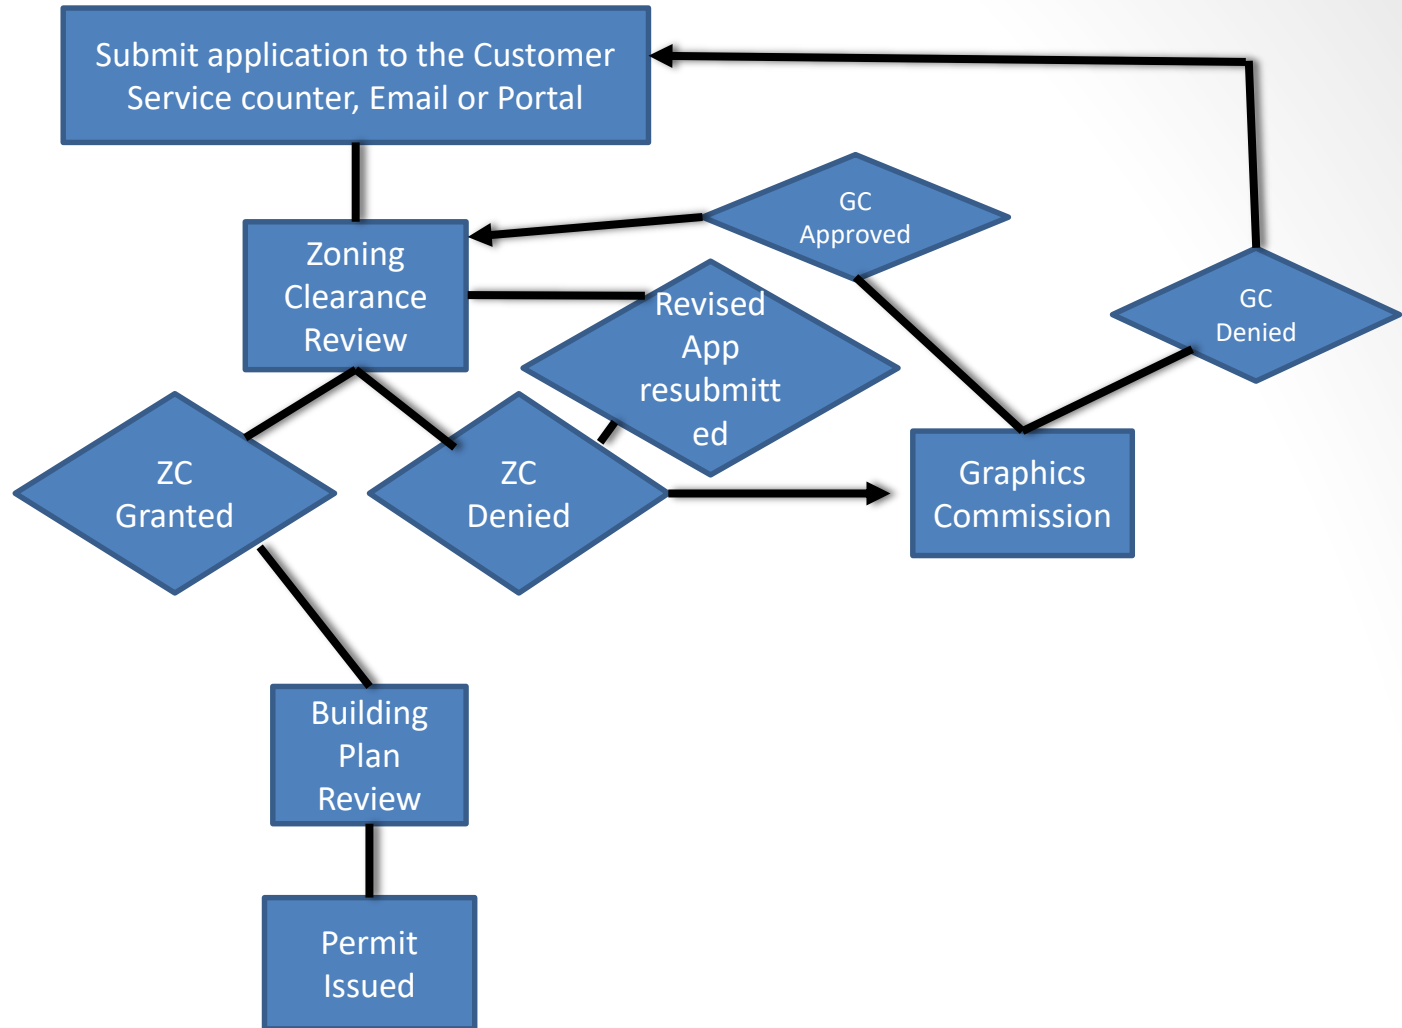 Submit application to the Customer
Service counter, Email or Portal
GC
Approved
Zoning
Clearance
Review
Revised
App
resubmitt
ed
GC
Denied
ZC
Granted
ZC
Denied
Graphics
Commission
Building
Plan
Review
Permit
Issued